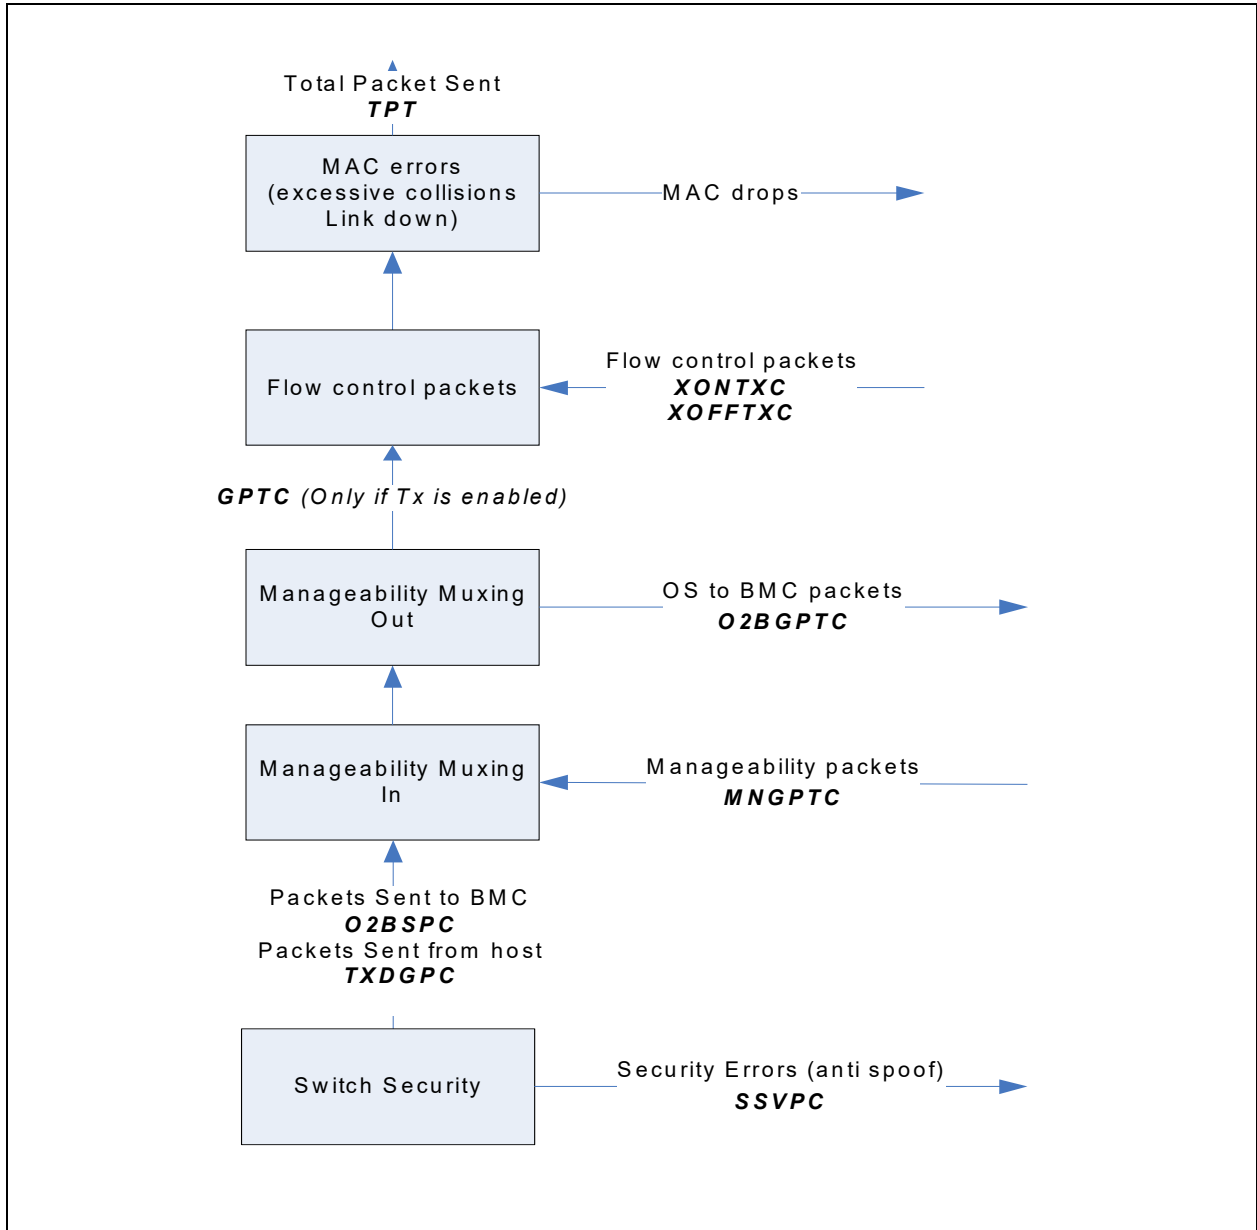 Total Packet Sent
TPT
MAC errors
(excessive collisions
Link down)
MAC drops
Flow control packets
Flow control packets
XONTXC
XOFFTXC
GPTC (Only if Tx is enabled)
Manageability Muxing
Out
OS to BMC packets
O2BGPTC
Manageability Muxing
In
Manageability packets
MNGPTC
Packets Sent to BMC
O2BSPC
Packets Sent from host
TXDGPC
Switch Security
Security Errors (anti spoof)
SSVPC